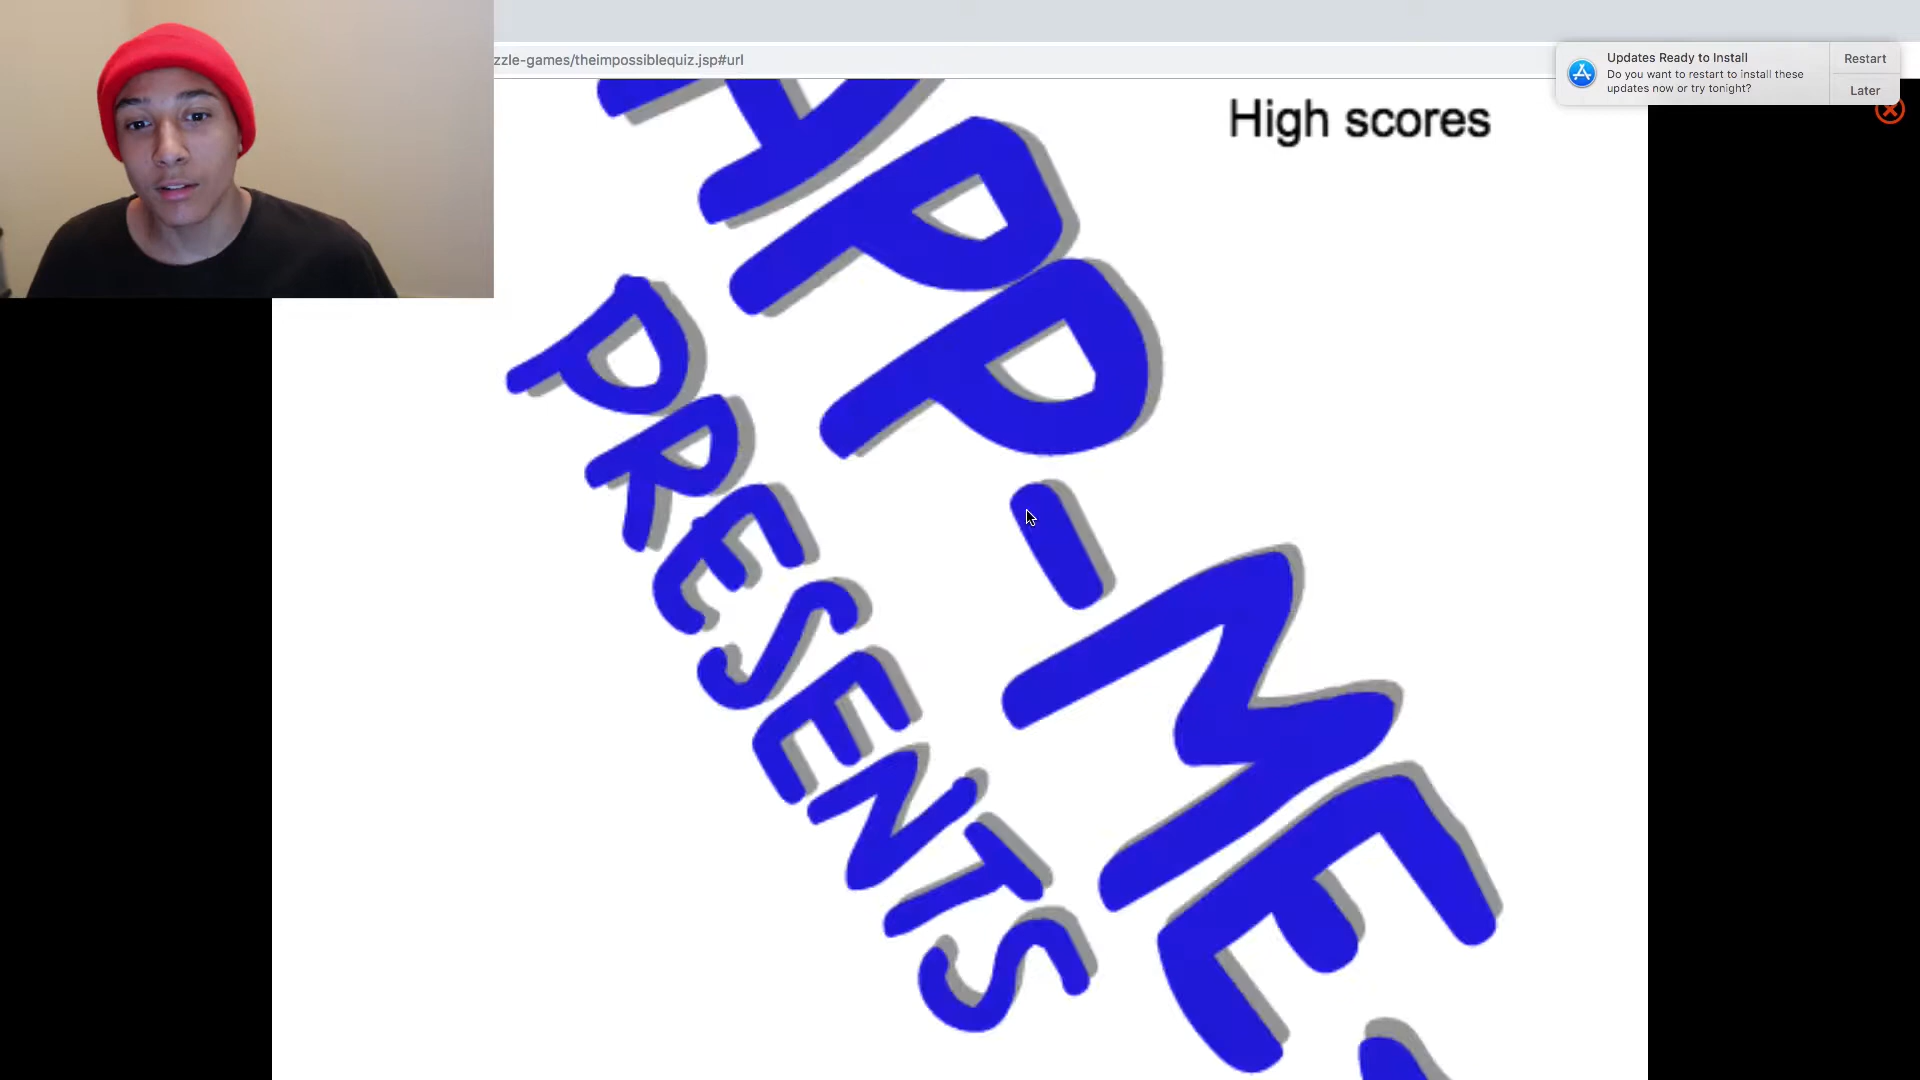 zzle-games/theimpossiblequiz.jsp#url
Updates Ready to Install
Do you want to restart to install these
updates now or try tonight?
Restart
Later
High scores
APP-ME
PRESENTS